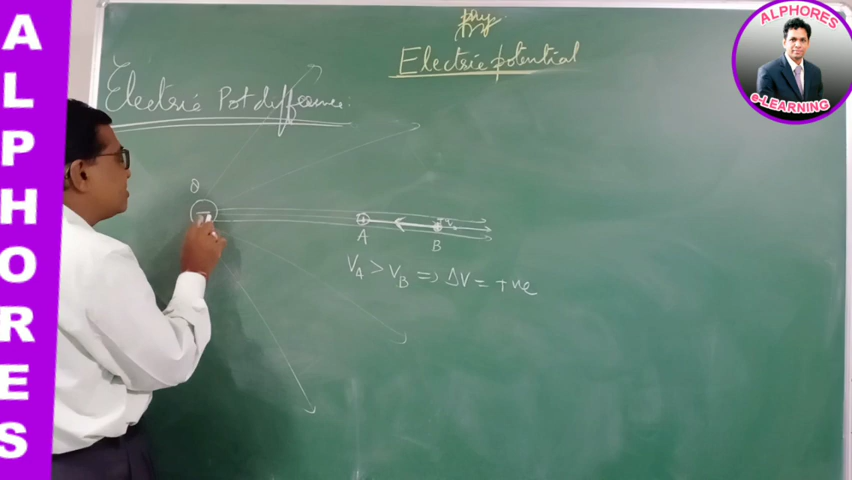 ALPHORES
phy.
Electric potential
ALPHORES
e-LEARNING
Electric Pot difference.
Q
A
B
V_A > V_B ⇒ ΔV = +ve